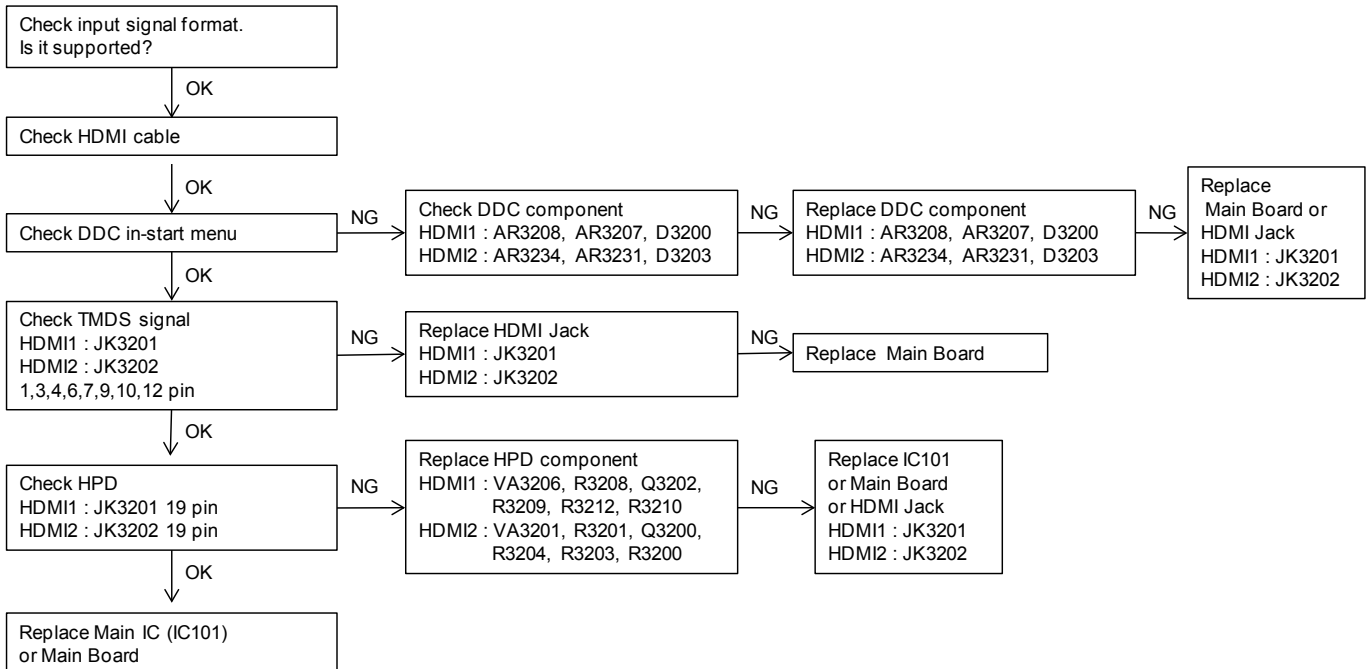 Check input signal format.
Is it supported?
OK
Check HDMI cable
OK
Check DDC in-start menu
NG
Check DDC component
HDMI1 : AR3208, AR3207, D3200
HDMI2 : AR3234, AR3231, D3203
NG
Replace DDC component
HDMI1 : AR3208, AR3207, D3200
HDMI2 : AR3234, AR3231, D3203
NG
Replace
Main Board or
HDMI Jack
HDMI1 : JK3201
HDMI2 : JK3202
OK
Check TMDS signal
HDMI1 : JK3201
HDMI2 : JK3202
1,3,4,6,7,9,10,12 pin
NG
Replace HDMI Jack
HDMI1 : JK3201
HDMI2 : JK3202
NG
Replace Main Board
OK
Check HPD
HDMI1 : JK3201 19 pin
HDMI2 : JK3202 19 pin
NG
Replace HPD component
HDMI1 : VA3206, R3208, Q3202,
R3209, R3212, R3210
HDMI2 : VA3201, R3201, Q3200,
R3204, R3203, R3200
NG
Replace IC101
or Main Board
or HDMI Jack
HDMI1 : JK3201
HDMI2 : JK3202
OK
Replace Main IC (IC101)
or Main Board